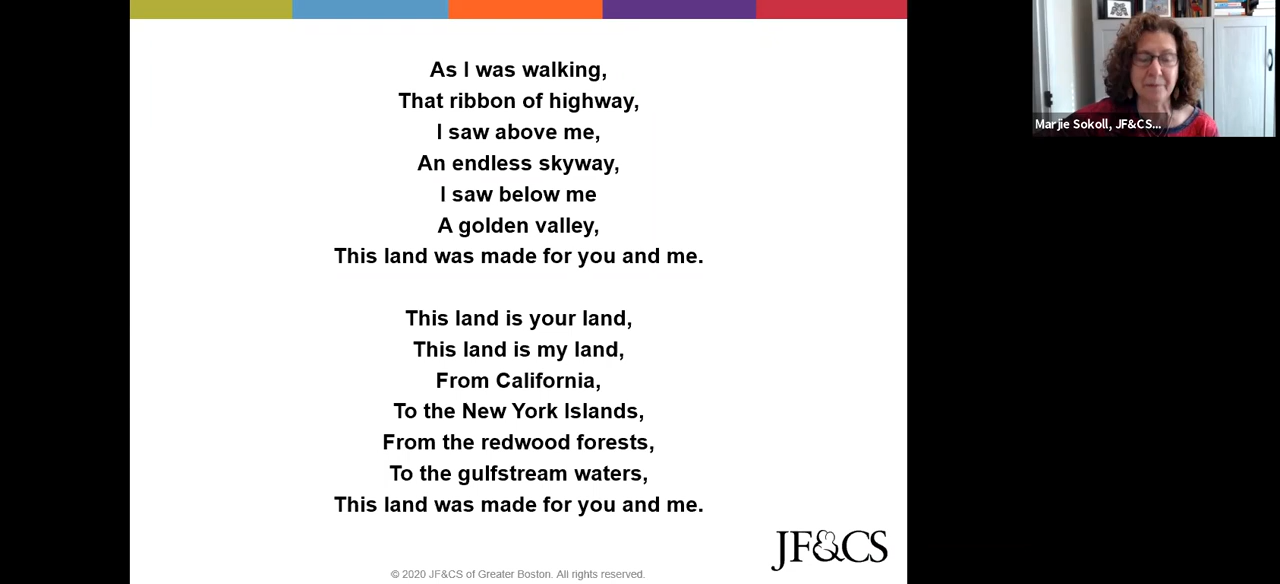 As I was walking,
That ribbon of highway,
I saw above me,
An endless skyway,
I saw below me
A golden valley,
This land was made for you and me.
This land is your land,
This land is my land,
From California,
To the New York Islands,
From the redwood forests,
To the gulfstream waters,
This land was made for you and me.
JF&CS
© 2020 JF&CS of Greater Boston. All rights reserved.
Marjie Sokoll, JF&CS...